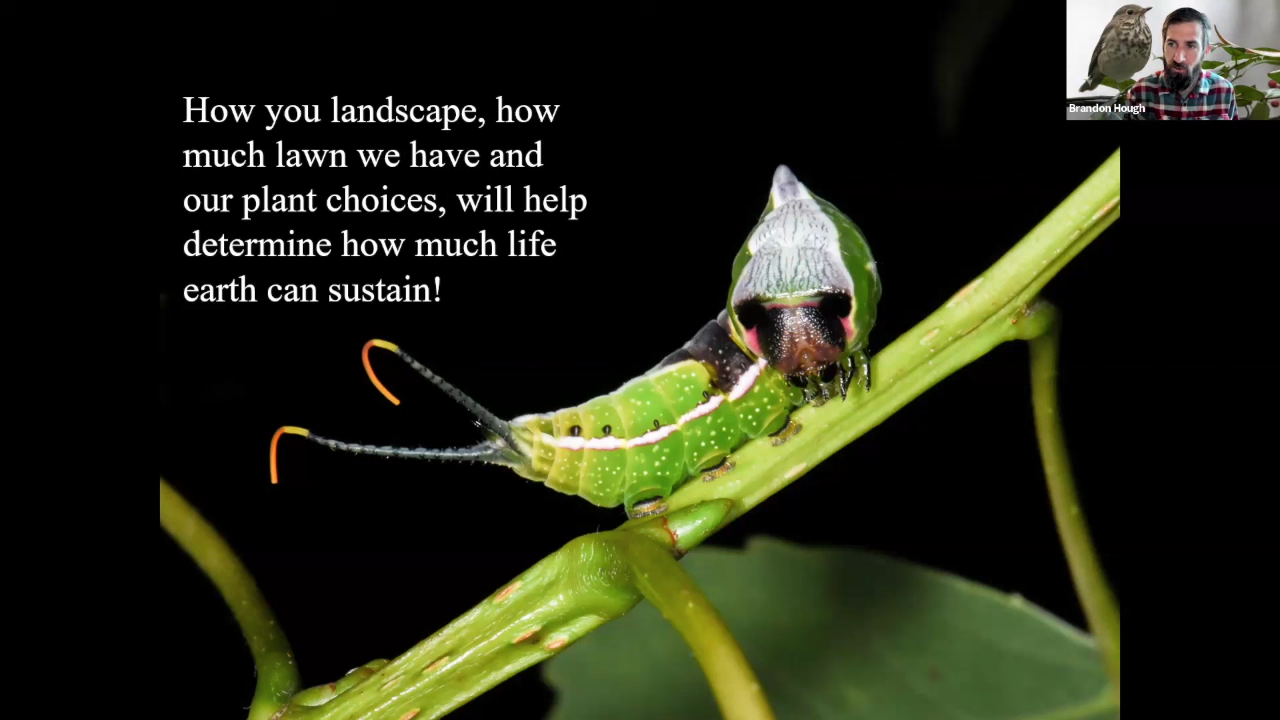 How you landscape, how
much lawn we have and
our plant choices, will help
determine how much life
earth can sustain!
Brandon Hough